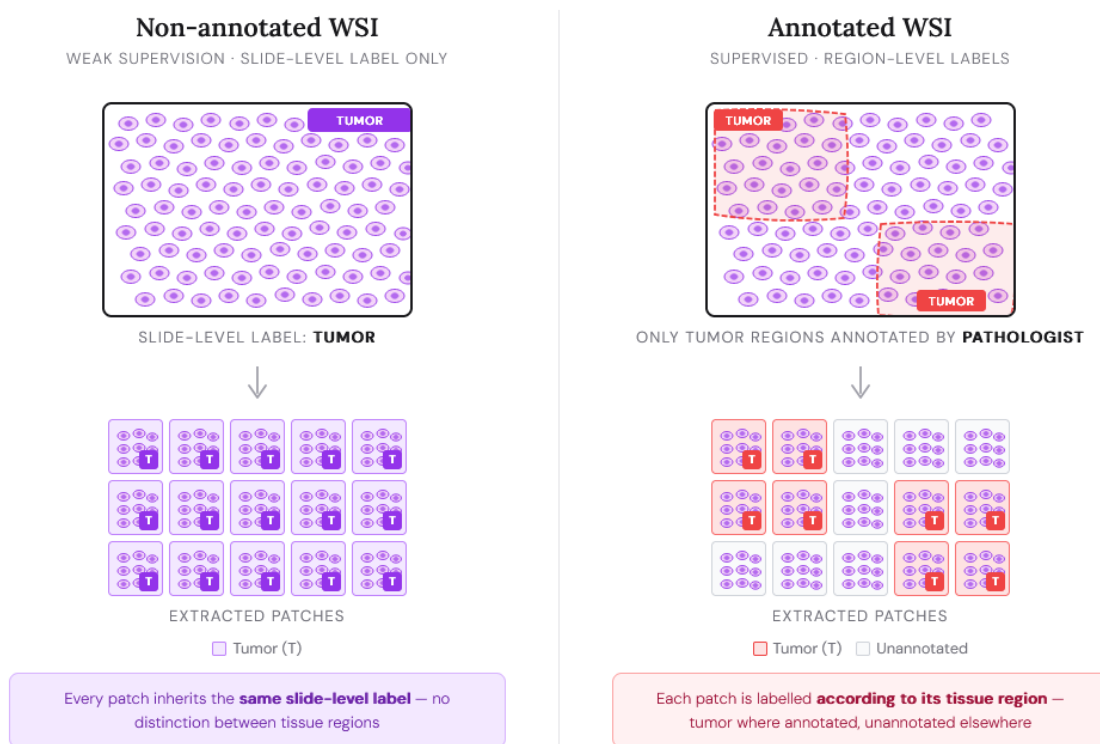 Non-annotated WSI
WEAK SUPERVISION · SLIDE-LEVEL LABEL ONLY
TUMOR
SLIDE-LEVEL LABEL: TUMOR
T T T T T
T T T T T
T T T T T
EXTRACTED PATCHES
Tumor (T)
Every patch inherits the same slide-level label — no
distinction between tissue regions
Annotated WSI
SUPERVISED · REGION-LEVEL LABELS
TUMOR
TUMOR
ONLY TUMOR REGIONS ANNOTATED BY PATHOLOGIST
T T
T T T T
T T
EXTRACTED PATCHES
Tumor (T) Unannotated
Each patch is labelled according to its tissue region —
tumor where annotated, unannotated elsewhere